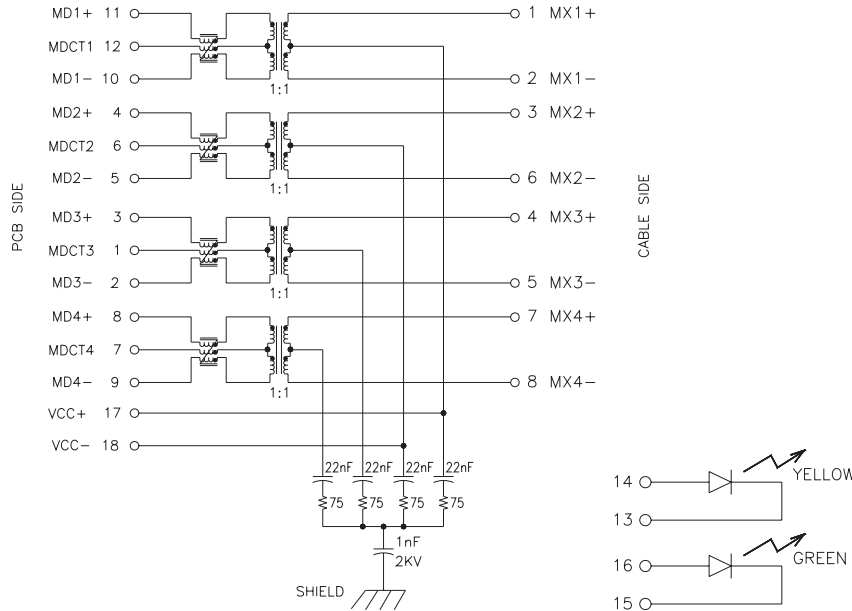 MD1+ 11
1 MX1+
MDCT1 12
MD1- 10
2 MX1-
1:1
MD2+ 4
3 MX2+
MDCT2 6
MD2- 5
6 MX2-
1:1
PCB SIDE
CABLE SIDE
MD3+ 3
4 MX3+
MDCT3 1
MD3- 2
5 MX3-
1:1
MD4+ 8
7 MX4+
MDCT4 7
MD4- 9
8 MX4-
1:1
VCC+ 17
VCC- 18
22nF 22nF 22nF 22nF
75 75 75 75
1nF
2KV
SHIELD
14
YELLOW
13
16
GREEN
15